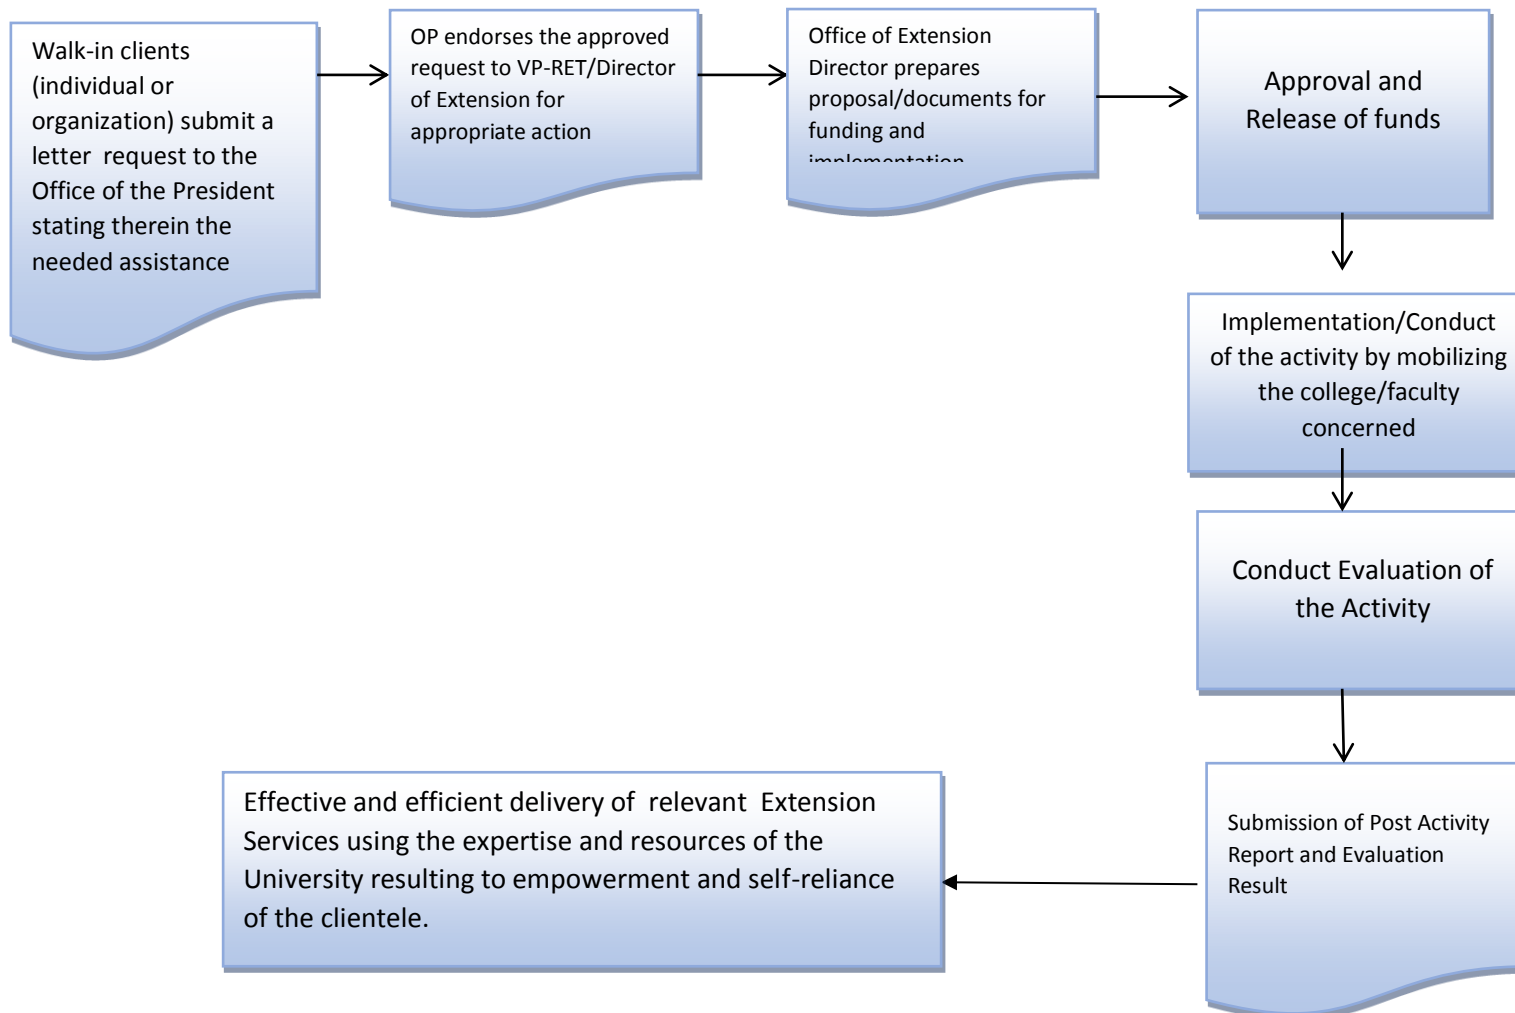 Walk-in clients
(individual or
organization) submit a
letter request to the
Office of the President
stating therein the
needed assistance
OP endorses the approved
request to VP-RET/Director
of Extension for
appropriate action
Office of Extension
Director prepares
proposal/documents for
funding and
implementation
Approval and
Release of funds
Implementation/Conduct
of the activity by mobilizing
the college/faculty
concerned
Conduct Evaluation of
the Activity
Submission of Post Activity
Report and Evaluation
Result
Effective and efficient delivery of relevant Extension
Services using the expertise and resources of the
University resulting to empowerment and self-reliance
of the clientele.